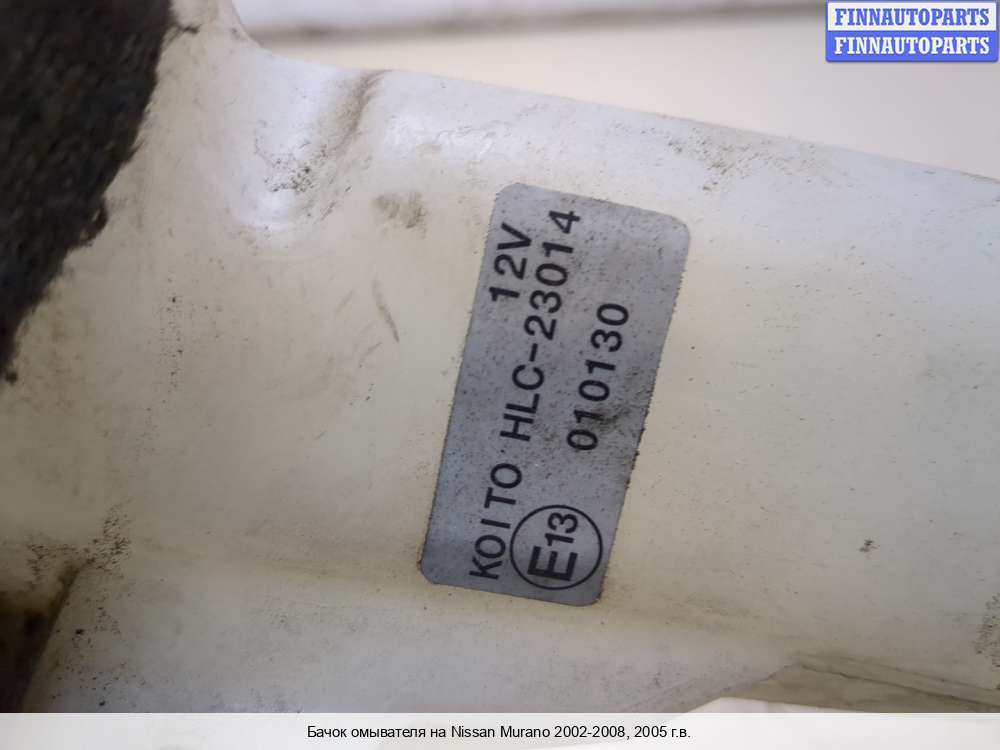 FINNAUTOPARTS
FINNAUTOPARTS
12V
KOITO HLC-23014
E13 010130
Бачок омывателя на Nissan Murano 2002-2008, 2005 г.в.